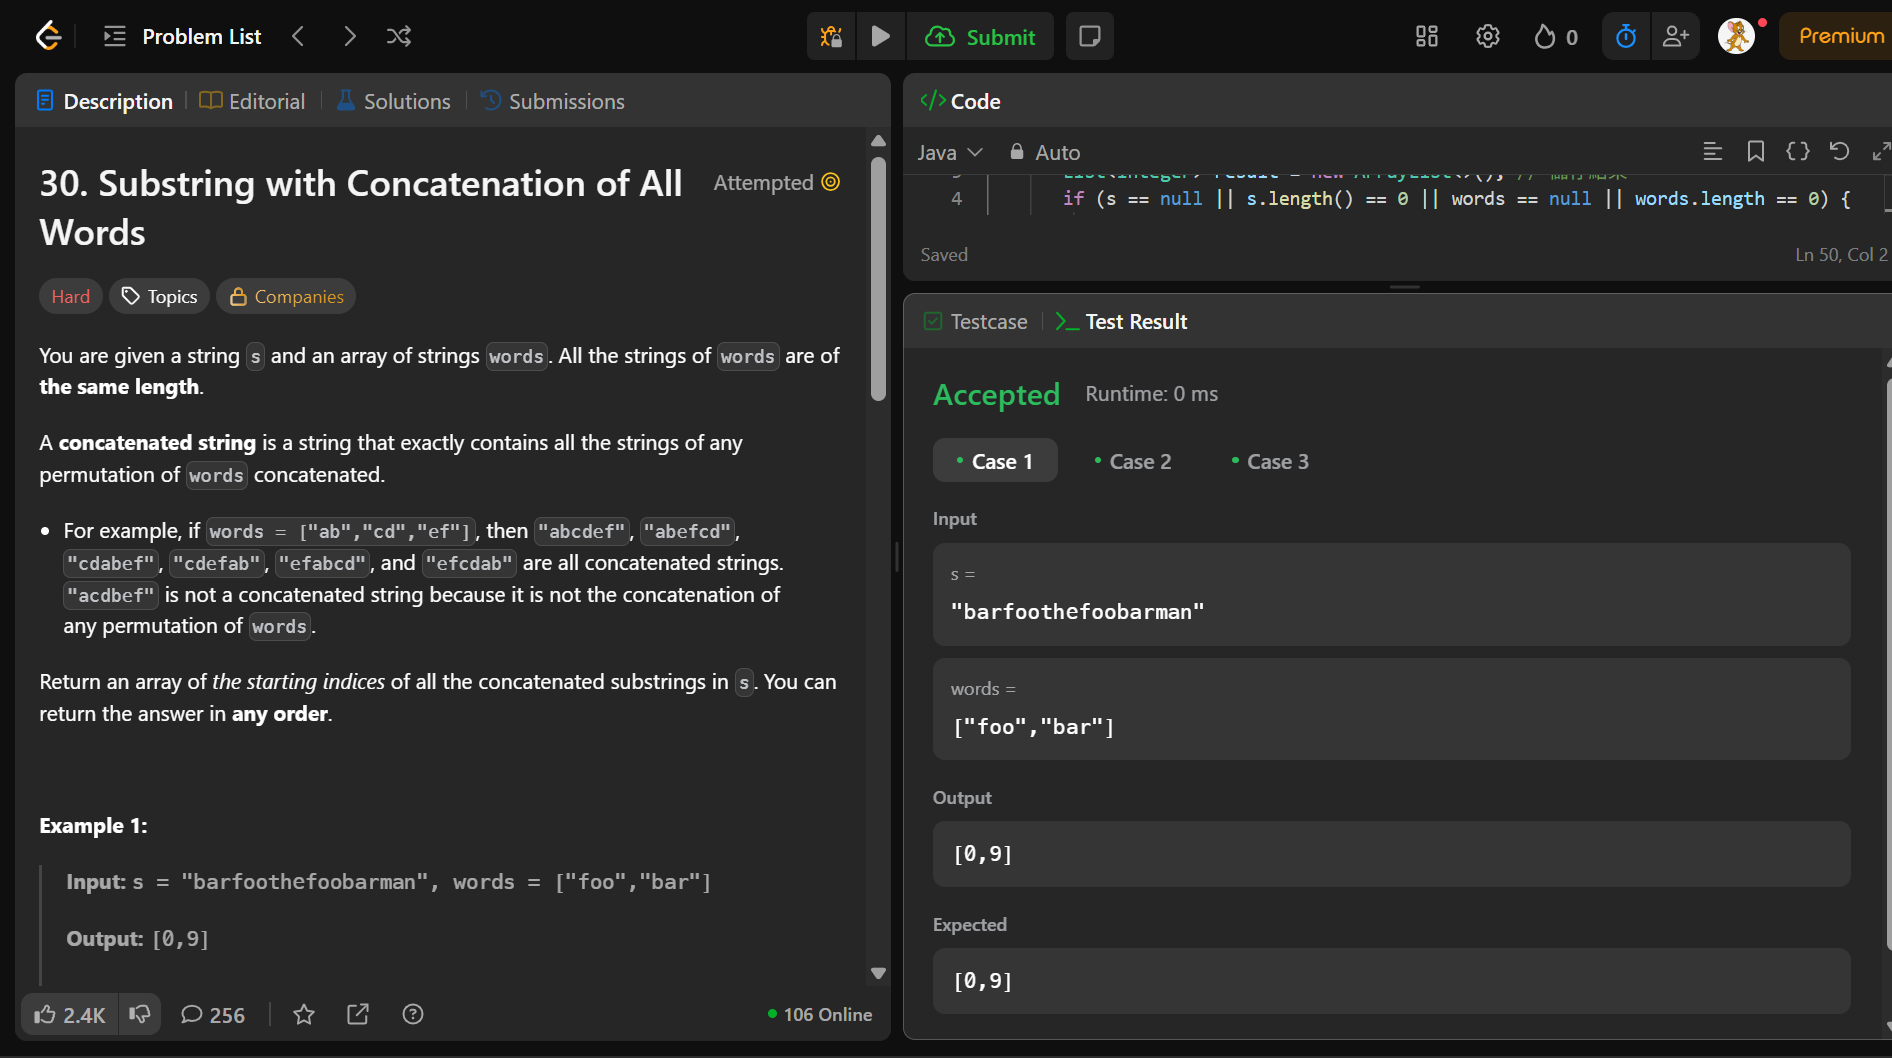 Problem List
Submit
0
Premium
Description
Editorial
Solutions
Submissions
30. Substring with Concatenation of All
Words
Attempted
Hard
Topics
Companies
You are given a string s and an array of strings words. All the strings of words are of
the same length.
A concatenated string is a string that exactly contains all the strings of any
permutation of words concatenated.
• For example, if words = ["ab","cd","ef"], then "abcdef", "abefcd",
"cdabef", "cdefab", "efabcd", and "efcdab" are all concatenated strings.
"acdbef" is not a concatenated string because it is not the concatenation of
any permutation of words.
Return an array of the starting indices of all the concatenated substrings in s. You can
return the answer in any order.
Example 1:
Input: s = "barfoothefoobarman", words = ["foo","bar"]
Output: [0,9]
2.4K
256
106 Online
</> Code
Java
Auto
List<Integer> result = new ArrayList<>(); //
4 if (s == null || s.length() == 0 || words == null || words.length == 0) {
Saved
Ln 50, Col 2
Testcase
Test Result
Accepted
Runtime: 0 ms
Case 1
Case 2
Case 3
Input
s =
"barfoothefoobarman"
words =
["foo","bar"]
Output
[0,9]
Expected
[0,9]